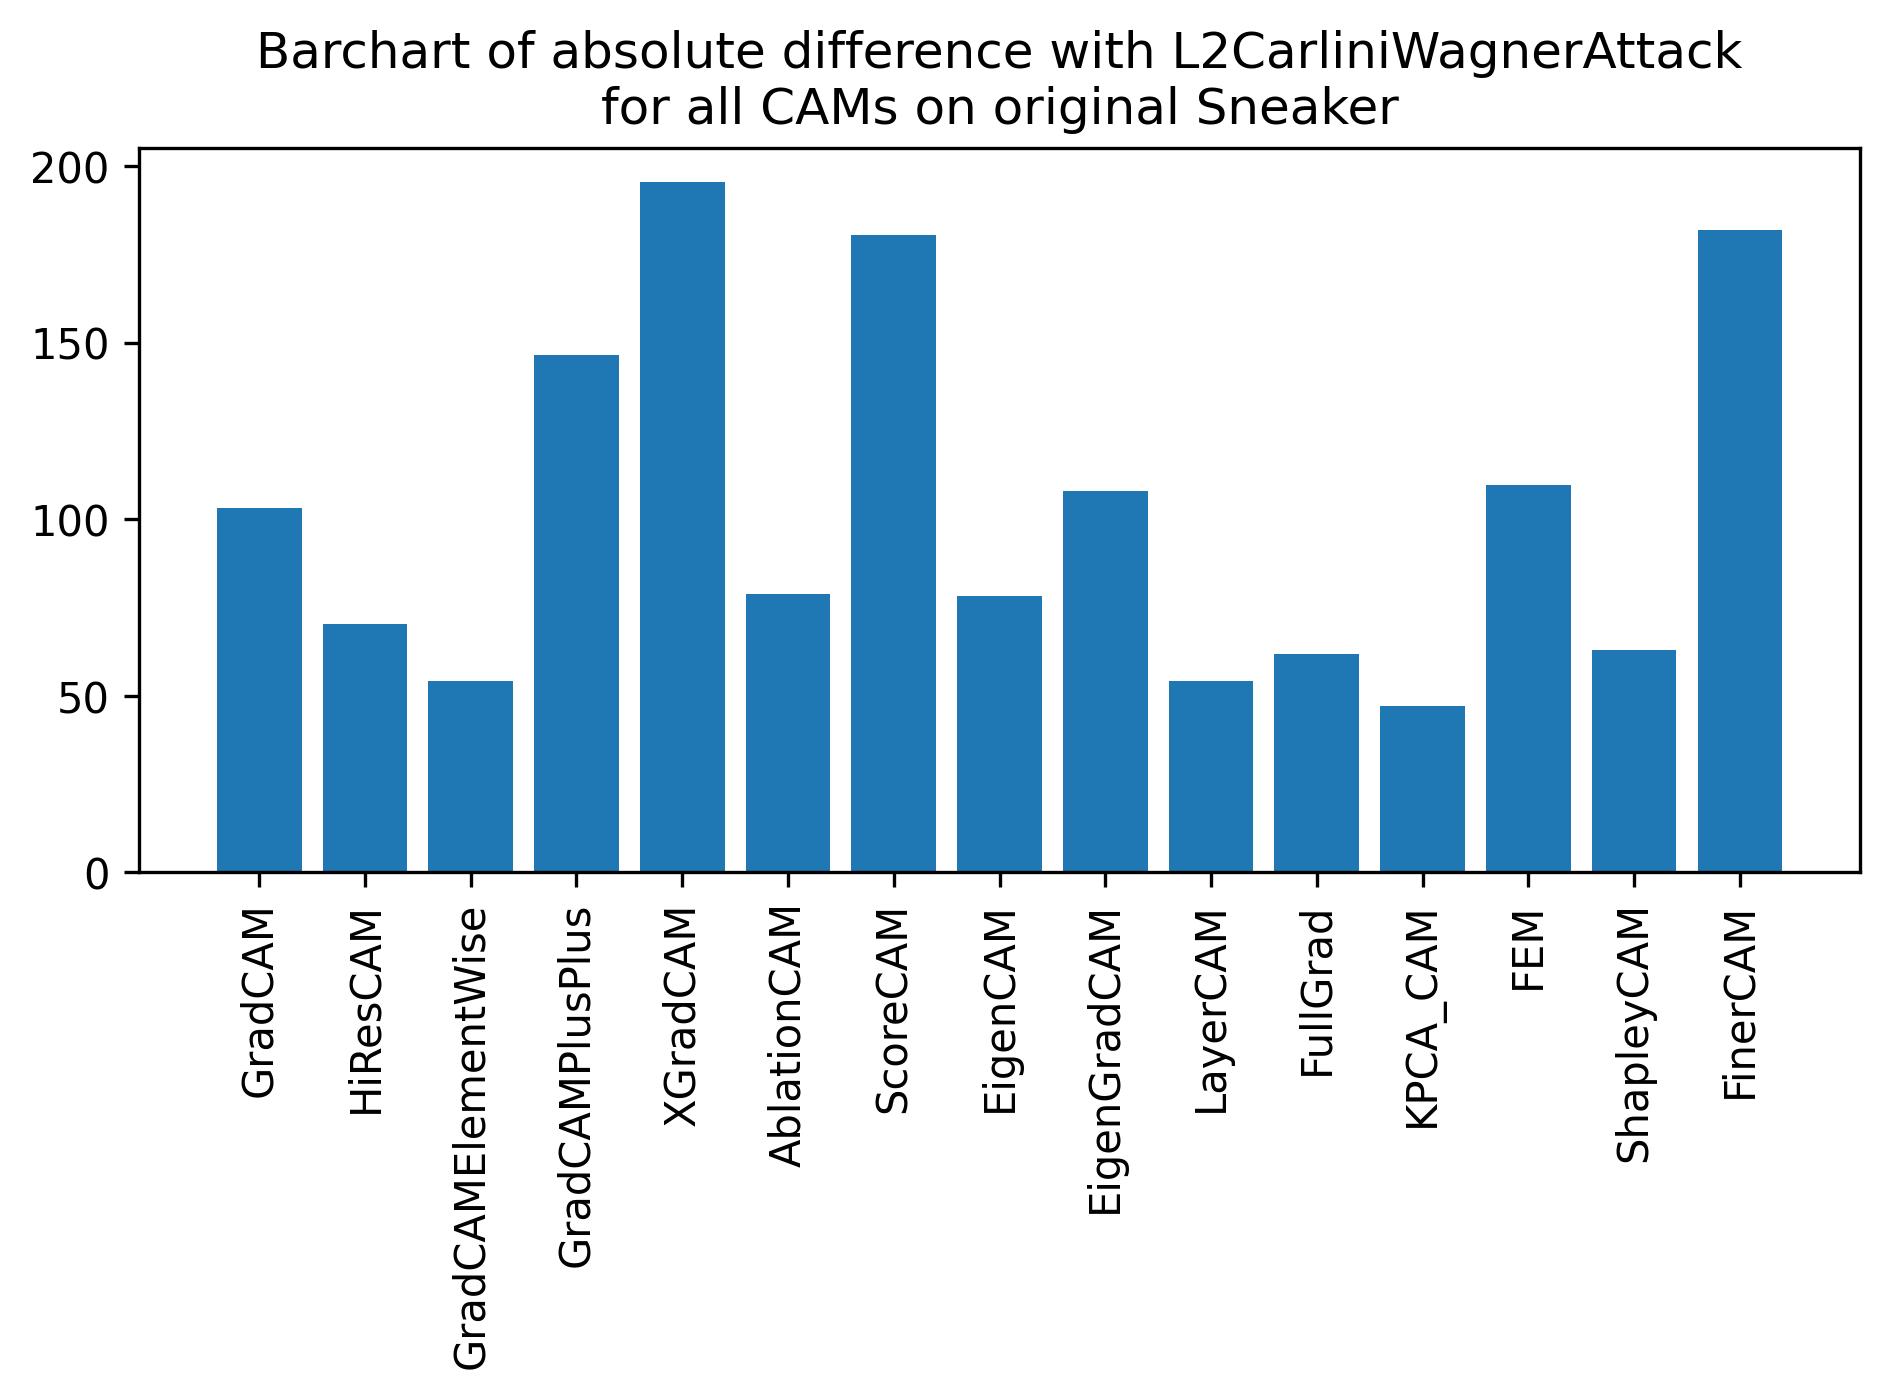 Barchart of absolute difference with L2CarliniWagnerAttack
for all CAMs on original Sneaker
200
150
100
50
0
GradCAM
HiResCAM
GradCAMElementWise
GradCAMPlusPlus
XGradCAM
AblationCAM
ScoreCAM
EigenCAM
EigenGradCAM
LayerCAM
FullGrad
KPCA_CAM
FEM
ShapleyCAM
FinerCAM